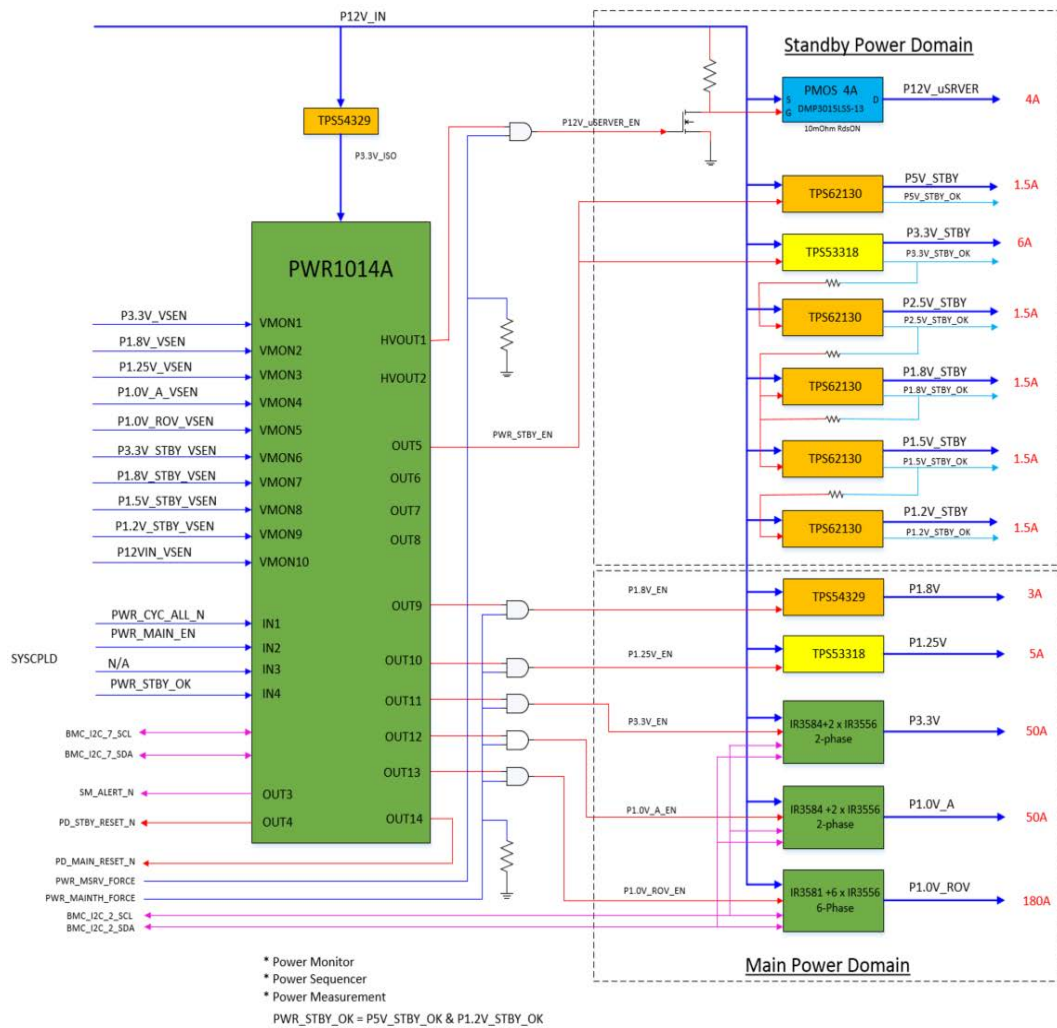 P12V_IN
Standby Power Domain
TPS54329
P3.3V_ISO
P12V_uSERVER_EN
S
G
PMOS 4A
D
DMP3015LSS-13
10mOhm RdsON
P12V_uSRVER
4A
TPS62130
P5V_STBY
P5V_STBY_OK
1.5A
TPS53318
P3.3V_STBY
P3.3V_STBY_OK
6A
TPS62130
P2.5V_STBY
P2.5V_STBY_OK
1.5A
TPS62130
P1.8V_STBY
P1.8V_STBY_OK
1.5A
TPS62130
P1.5V_STBY
P1.5V_STBY_OK
1.5A
TPS62130
P1.2V_STBY
P1.2V_STBY_OK
1.5A
PWR1014A
P3.3V_VSEN
VMON1
P1.8V_VSEN
VMON2
P1.25V_VSEN
VMON3
P1.0V_A_VSEN
VMON4
P1.0V_ROV_VSEN
VMON5
P3.3V_STBY_VSEN
VMON6
P1.8V_STBY_VSEN
VMON7
P1.5V_STBY_VSEN
VMON8
P1.2V_STBY_VSEN
VMON9
P12VIN_VSEN
VMON10
HVOUT1
HVOUT2
OUT5
PWR_STBY_EN
OUT6
OUT7
OUT8
OUT9
OUT10
OUT11
OUT12
OUT13
OUT14
SYSCPLD
PWR_CYC_ALL_N
IN1
PWR_MAIN_EN
IN2
N/A
IN3
PWR_STBY_OK
IN4
BMC_I2C_7_SCL
BMC_I2C_7_SDA
SM_ALERT_N
OUT3
PD_STBY_RESET_N
OUT4
PD_MAIN_RESET_N
PWR_MSRV_FORCE
PWR_MAINTH_FORCE
BMC_I2C_2_SCL
BMC_I2C_2_SDA
P1.8V_EN
TPS54329
P1.8V
3A
P1.25V_EN
TPS53318
P1.25V
5A
P3.3V_EN
IR3584+2 x IR3556
2-phase
P3.3V
50A
P1.0V_A_EN
IR3584 +2 x IR3556
2-phase
P1.0V_A
50A
P1.0V_ROV_EN
IR3581 +6 x IR3556
6-Phase
P1.0V_ROV
180A
Main Power Domain
* Power Monitor
* Power Sequencer
* Power Measurement
PWR_STBY_OK = P5V_STBY_OK & P1.2V_STBY_OK